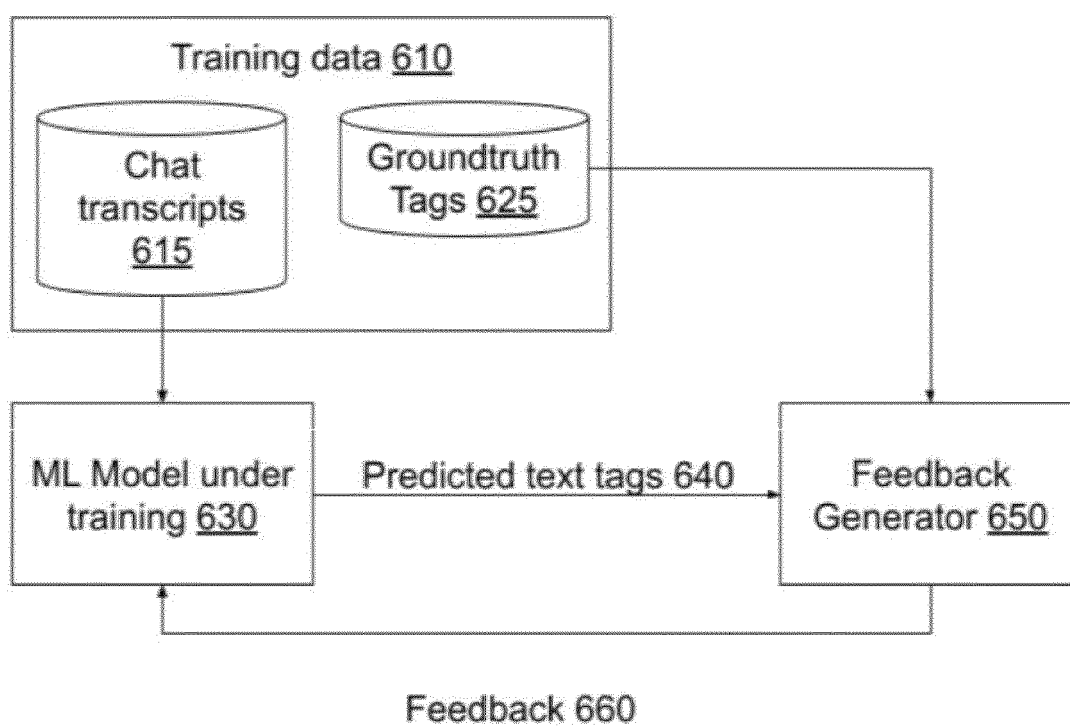 Training data 610
Chat
transcripts
615
Groundtruth
Tags 625
ML Model under
training 630
Predicted text tags 640
Feedback
Generator 650
Feedback 660